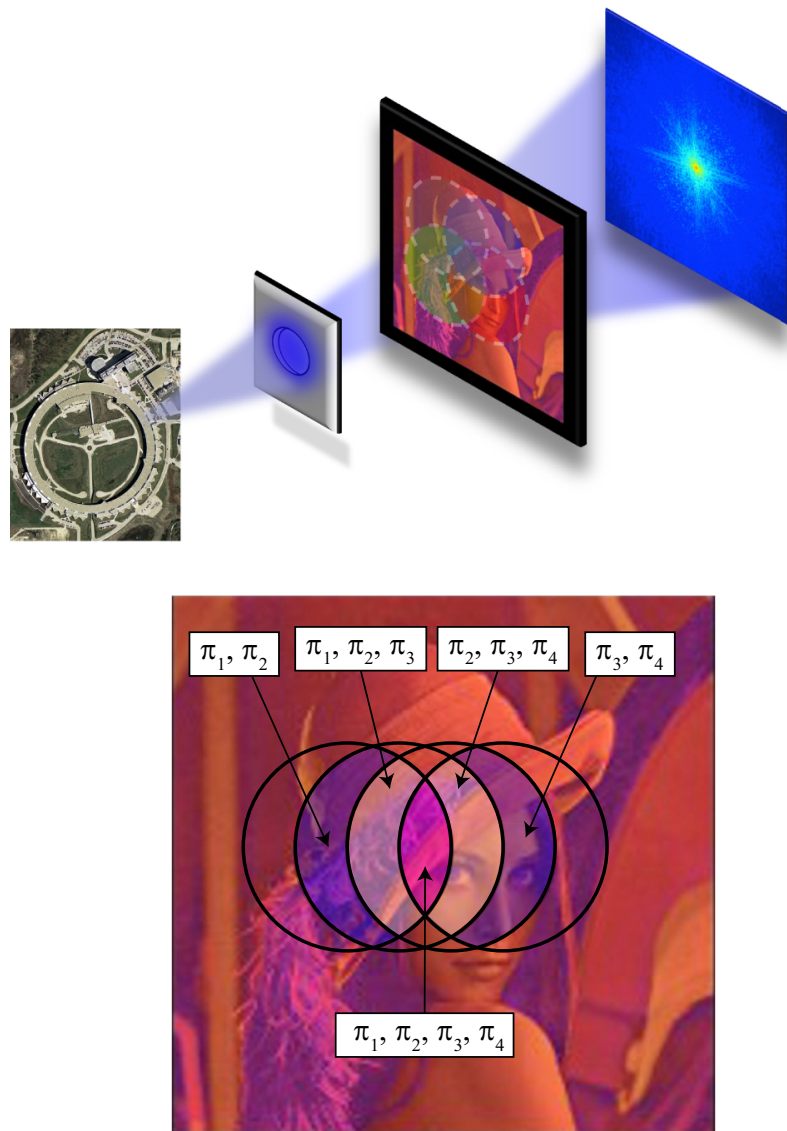 π₁, π₂
π₁, π₂, π₃
π₂, π₃, π₄
π₃, π₄
π₁, π₂, π₃, π₄